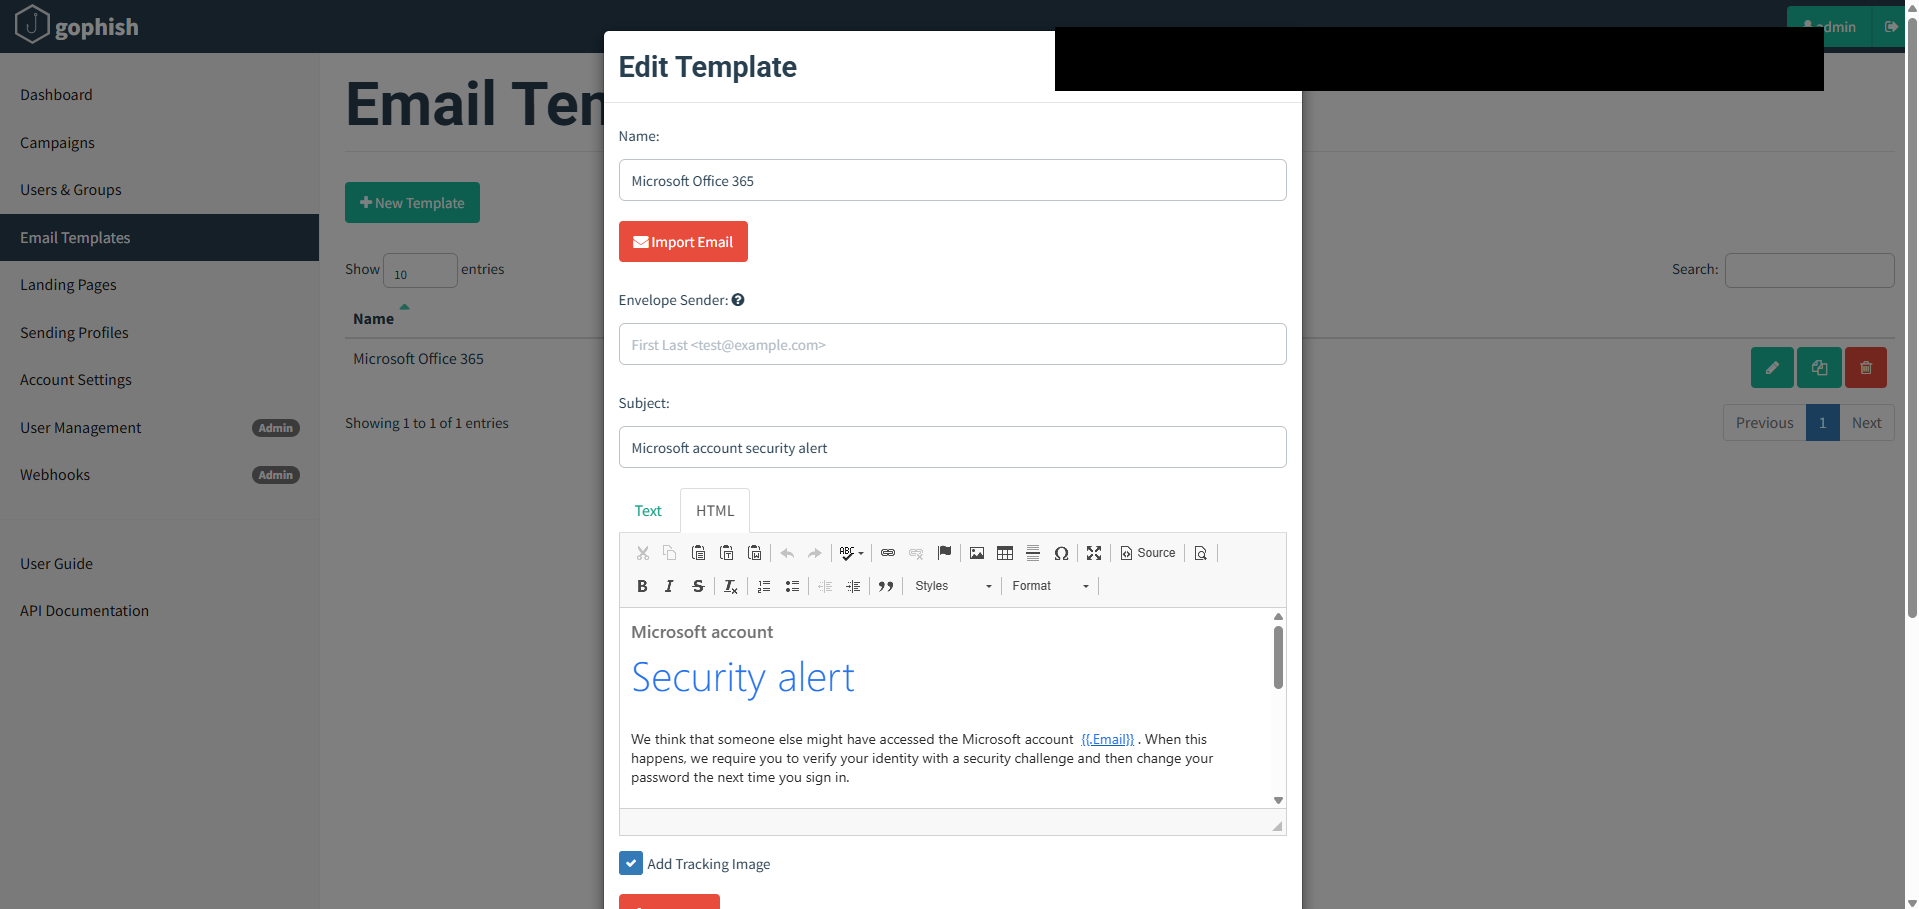 gophish
admin
Dashboard
Campaigns
Users & Groups
Email Templates
Landing Pages
Sending Profiles
Account Settings
User Management Admin
Webhooks Admin
User Guide
API Documentation
Email Ten
New Template
Show 10 entries
Search:
Name
Microsoft Office 365
Showing 1 to 1 of 1 entries
Previous 1 Next
Edit Template
Name:
Microsoft Office 365
Import Email
Envelope Sender:
First Last <test@example.com>
Subject:
Microsoft account security alert
Text HTML
ABC Source
B I S Styles Format
Microsoft account
Security alert
We think that someone else might have accessed the Microsoft account {{.Email}} . When this
happens, we require you to verify your identity with a security challenge and then change your
password the next time you sign in.
Add Tracking Image